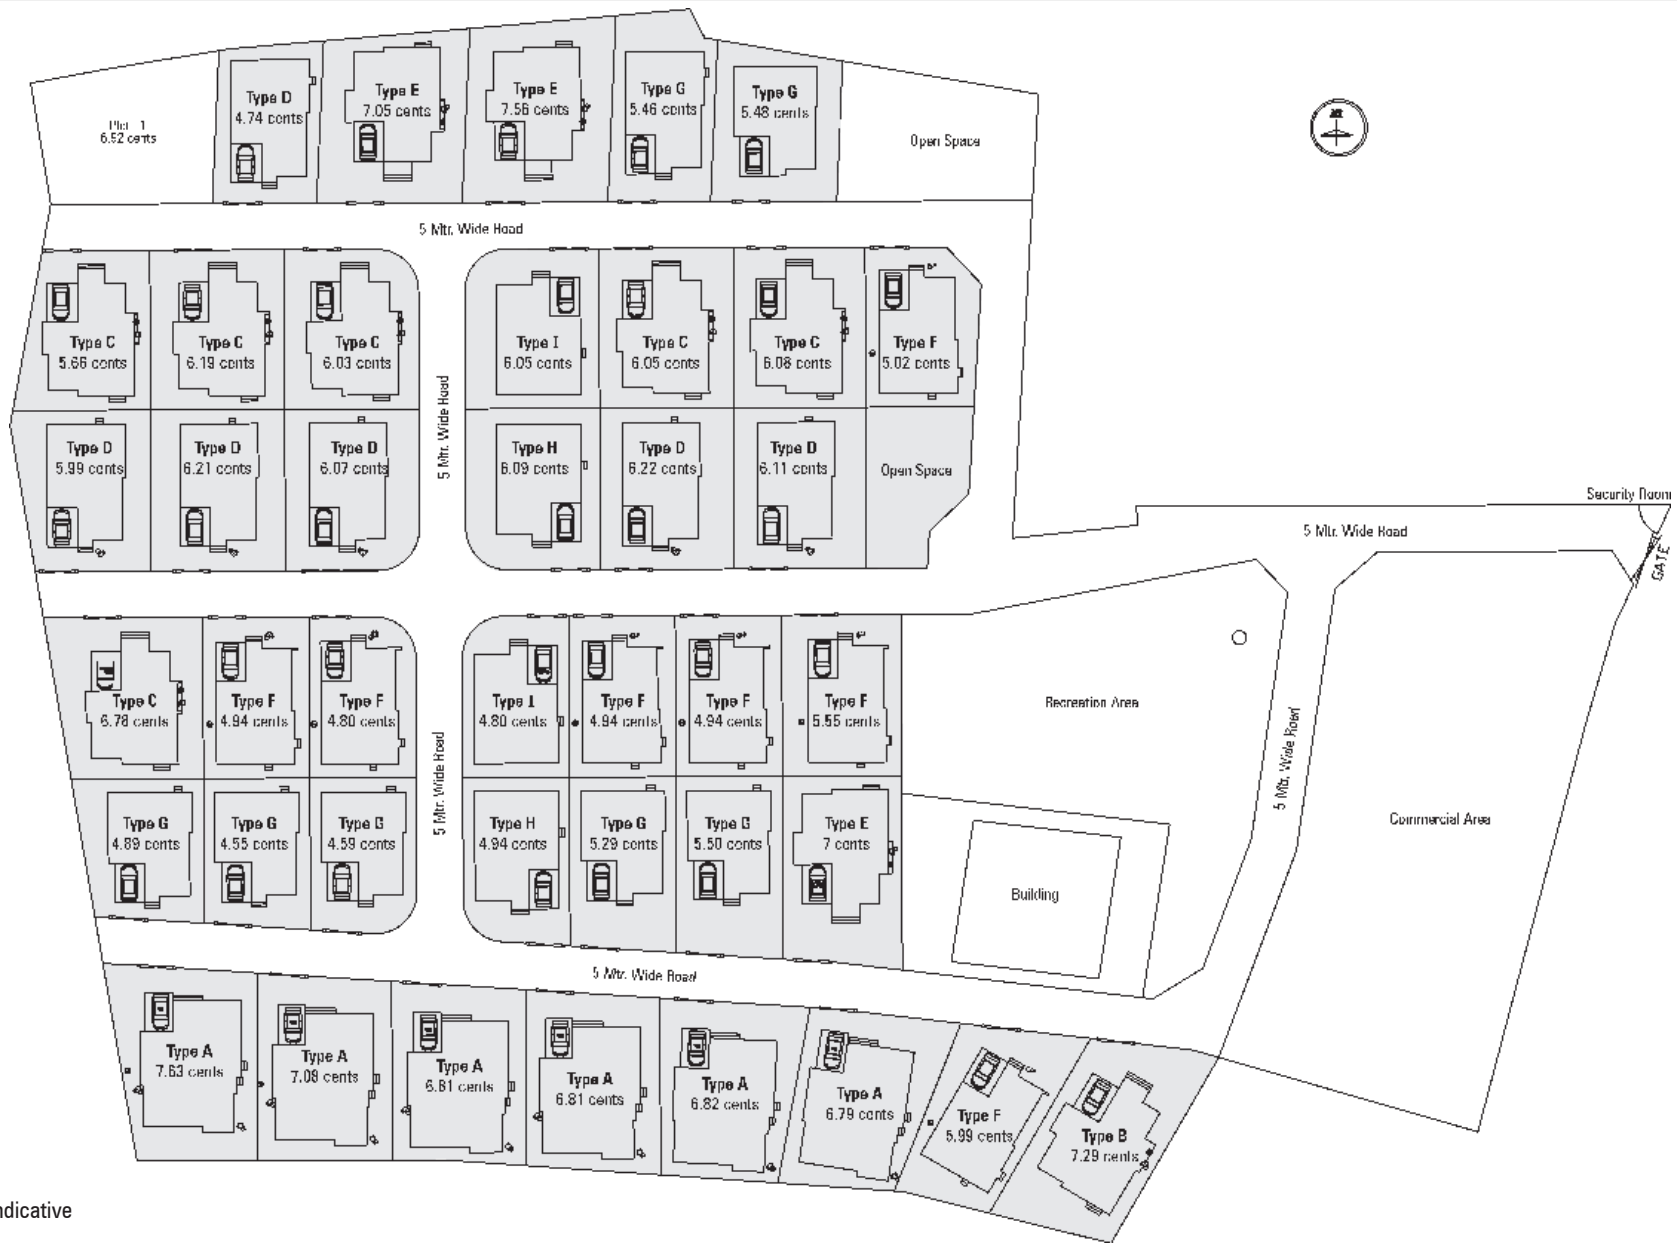 Type D
4.74 cents
Type E
7.05 cents
Type E
7.56 cents
Type G
5.46 cents
Type G
5.48 cents
6.52 cents
Open Space
5 Mtr. Wide Road
Type C
5.66 cents
Type C
6.19 cents
Type C
6.03 cents
Type I
6.05 cents
Type C
6.05 cents
Type C
6.08 cents
Type F
5.02 cents
5 Mtr. Wide Road
Type D
5.99 cents
Type D
6.21 cents
Type D
6.07 cents
Type H
6.09 cents
Type D
6.22 cents
Type D
6.11 cents
Open Space
Security Room
5 Mtr. Wide Road
GATE
Type C
6.78 cents
Type F
4.94 cents
Type F
4.80 cents
Type I
4.80 cents
Type F
4.94 cents
Type F
4.94 cents
Type F
5.55 cents
Recreation Area
5 Mtr. Wide Road
5 Mtr. Wide Road
Type G
4.89 cents
Type G
4.55 cents
Type G
4.59 cents
Type H
4.94 cents
Type G
5.29 cents
Type G
5.50 cents
Type E
7 cents
Commercial Area
Building
5 Mtr. Wide Road
Type A
7.63 cents
Type A
7.08 cents
Type A
6.81 cents
Type A
6.81 cents
Type A
6.82 cents
Type A
6.79 cents
Type F
5.99 cents
Type B
7.29 cents
ndicative